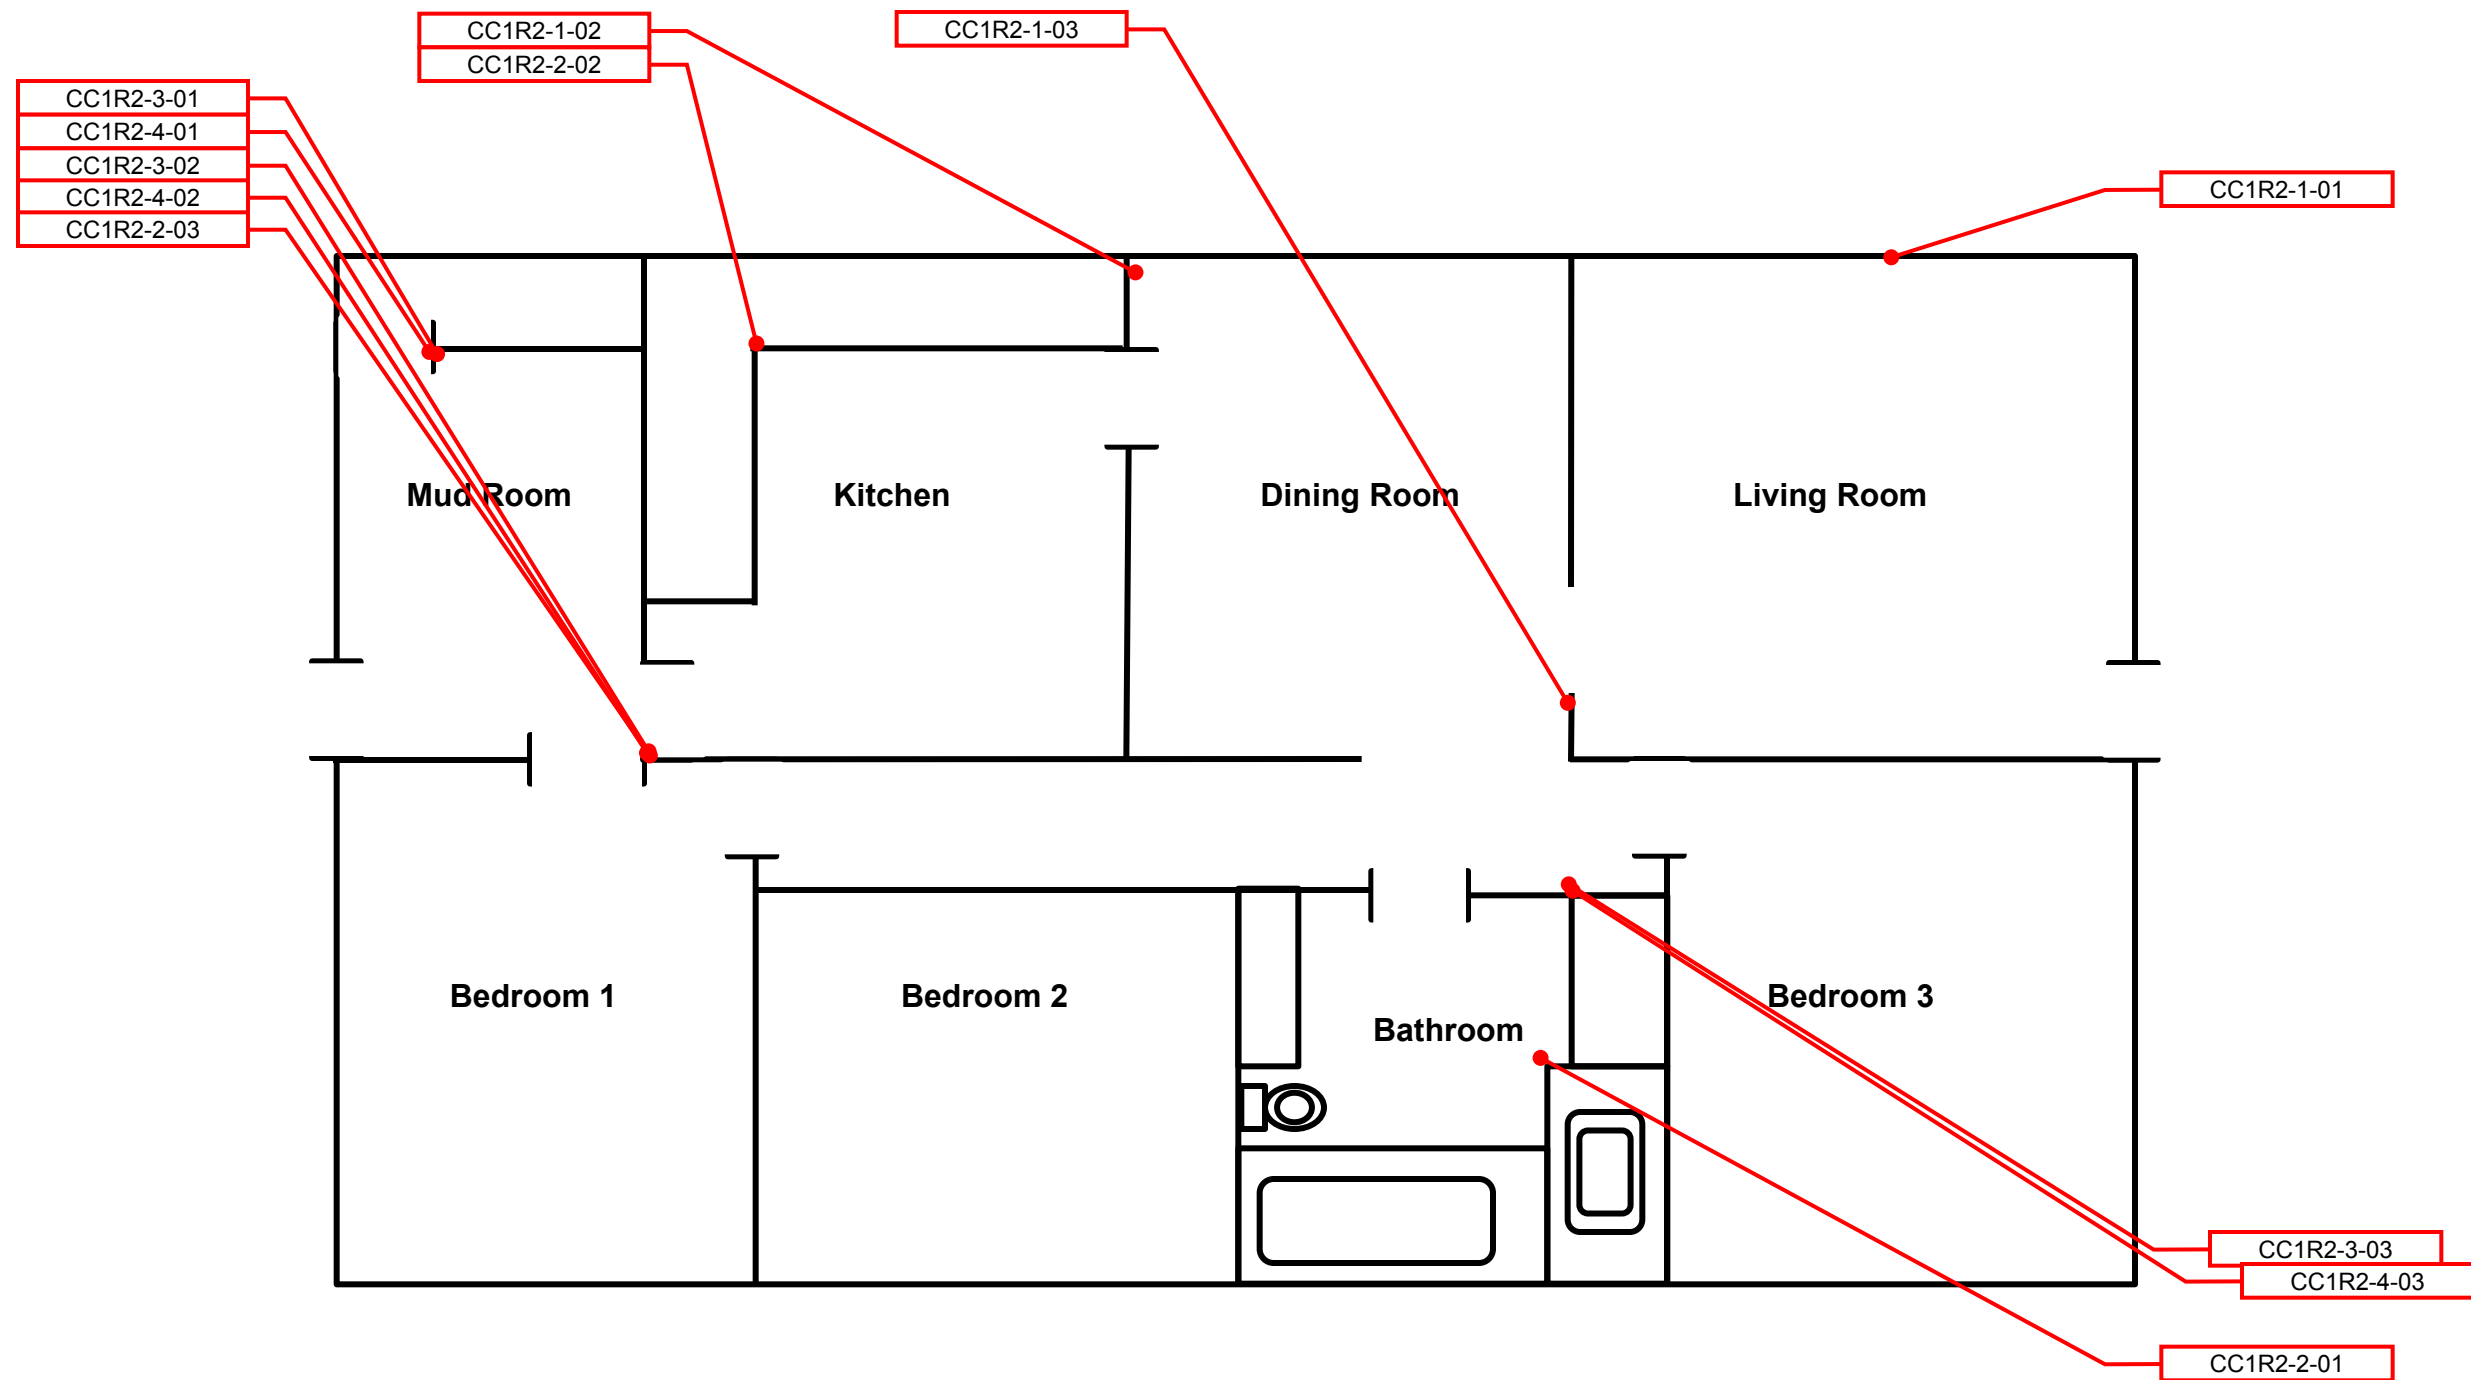 CC1R2-1-02
CC1R2-2-02
CC1R2-1-03
CC1R2-3-01
CC1R2-4-01
CC1R2-3-02
CC1R2-4-02
CC1R2-2-03
CC1R2-1-01
Mud Room
Kitchen
Dining Room
Living Room
Bedroom 1
Bedroom 2
Bathroom
Bedroom 3
CC1R2-3-03
CC1R2-4-03
CC1R2-2-01